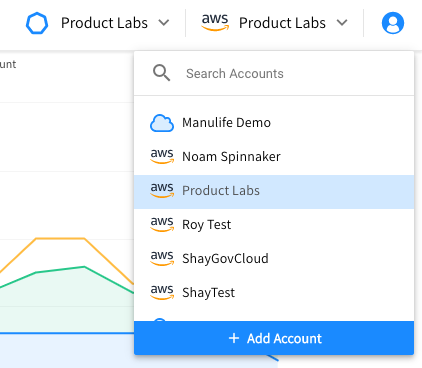 Product Labs aws Product Labs
unt
Search Accounts
Manulife Demo
aws Noam Spinnaker
aws Product Labs
aws Roy Test
aws ShayGovCloud
aws ShayTest
+ Add Account